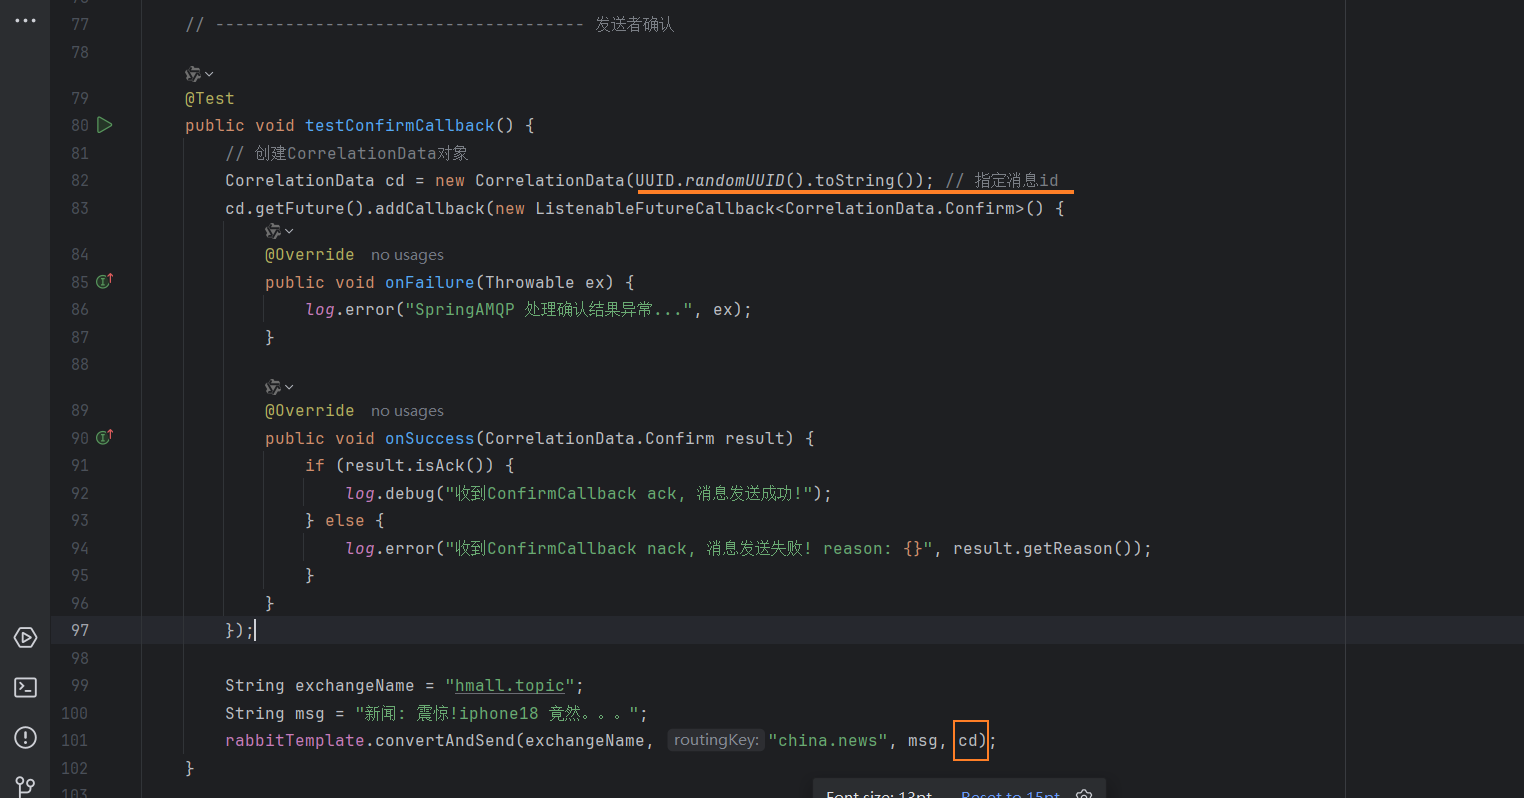 77 // ------------------------------------- 发送者确认
78
79 @Test
80 public void testConfirmCallback() {
81 // 创建CorrelationData对象
82 CorrelationData cd = new CorrelationData(UUID.randomUUID().toString()); // 指定消息id
83 cd.getFuture().addCallback(new ListenableFutureCallback<CorrelationData.Confirm>() {
84 @Override no usages
85 public void onFailure(Throwable ex) {
86 log.error("SpringAMQP 处理确认结果异常...", ex);
87 }
88
89 @Override no usages
90 public void onSuccess(CorrelationData.Confirm result) {
91 if (result.isAck()) {
92 log.debug("收到ConfirmCallback ack, 消息发送成功!");
93 } else {
94 log.error("收到ConfirmCallback nack, 消息发送失败! reason: {}", result.getReason());
95 }
96 }
97 });
98
99 String exchangeName = "hmall.topic";
100 String msg = "新闻: 震惊!iphone18 竟然。。。";
101 rabbitTemplate.convertAndSend(exchangeName, routingKey: "china.news", msg, cd);
102 }
103
Font size: 13pt Reset to 15pt